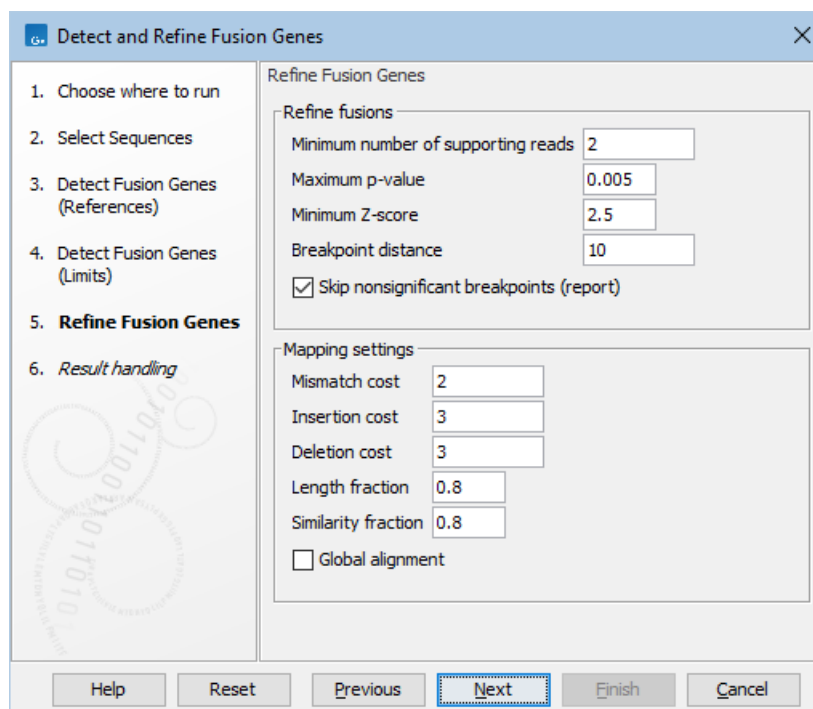 Detect and Refine Fusion Genes
1. Choose where to run
2. Select Sequences
3. Detect Fusion Genes
(References)
4. Detect Fusion Genes
(Limits)
5. Refine Fusion Genes
6. Result handling
Refine Fusion Genes
Refine fusions
Minimum number of supporting reads 2
Maximum p-value 0.005
Minimum Z-score 2.5
Breakpoint distance 10
Skip nonsignificant breakpoints (report)
Mapping settings
Mismatch cost 2
Insertion cost 3
Deletion cost 3
Length fraction 0.8
Similarity fraction 0.8
Global alignment
Help Reset Previous Next Finish Cancel